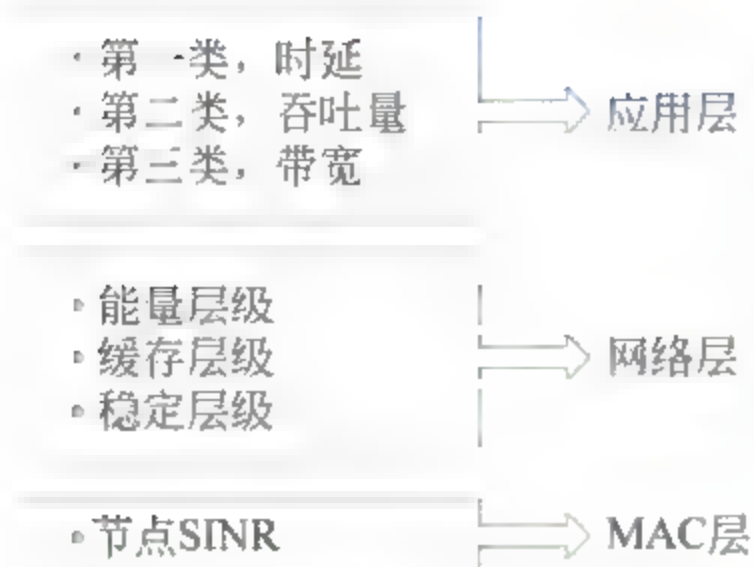 · 第一类，时延
· 第二类，吞吐量
· 第三类，带宽
应用层
· 能量层级
· 缓存层级
· 稳定层级
网络层
· 节点SINR
MAC层